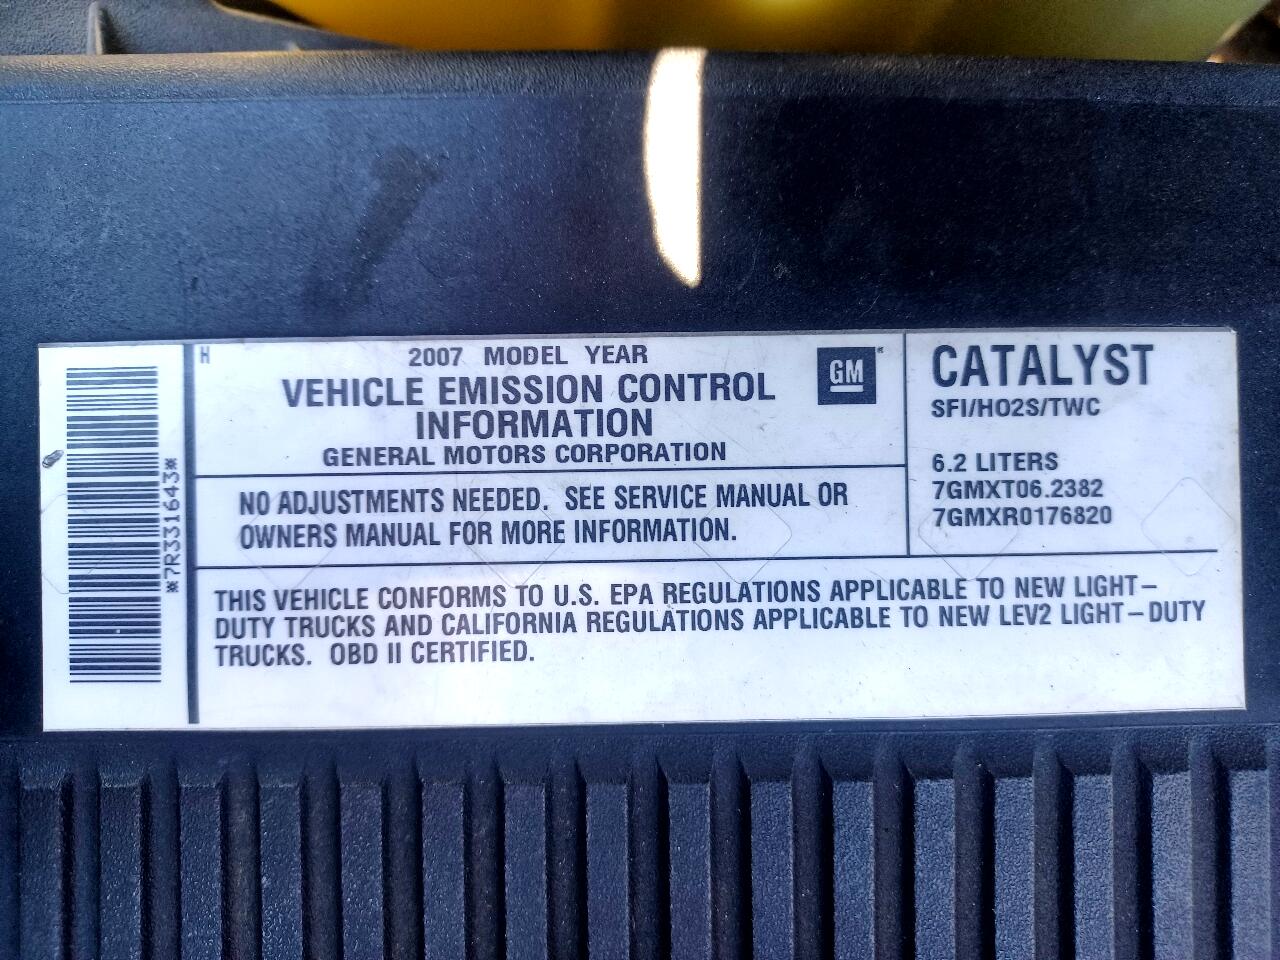 H
2007 MODEL YEAR
VEHICLE EMISSION CONTROL
INFORMATION
GENERAL MOTORS CORPORATION
GM®
CATALYST
SFI/HO2S/TWC
6.2 LITERS
7GMXT06.2382
7GMXR0176820
NO ADJUSTMENTS NEEDED. SEE SERVICE MANUAL OR
OWNERS MANUAL FOR MORE INFORMATION.
THIS VEHICLE CONFORMS TO U.S. EPA REGULATIONS APPLICABLE TO NEW LIGHT-
DUTY TRUCKS AND CALIFORNIA REGULATIONS APPLICABLE TO NEW LEV2 LIGHT-DUTY
TRUCKS. OBD II CERTIFIED.
*7R331643*